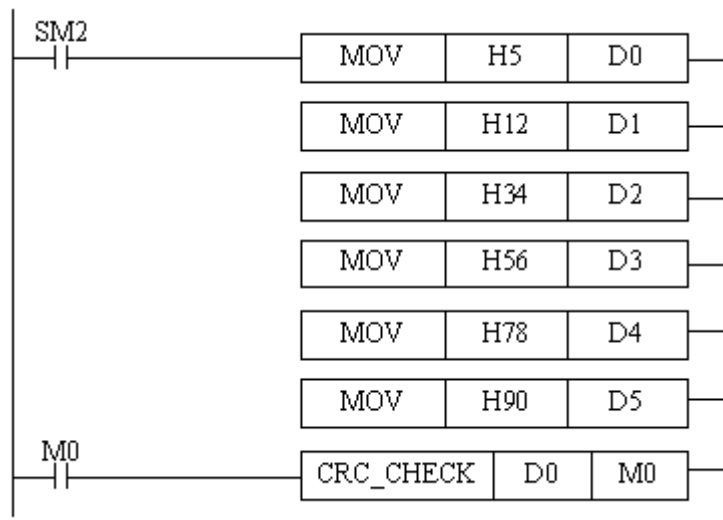 SM2
MOV H5 D0
MOV H12 D1
MOV H34 D2
MOV H56 D3
MOV H78 D4
MOV H90 D5
M0
CRC_CHECK D0 M0